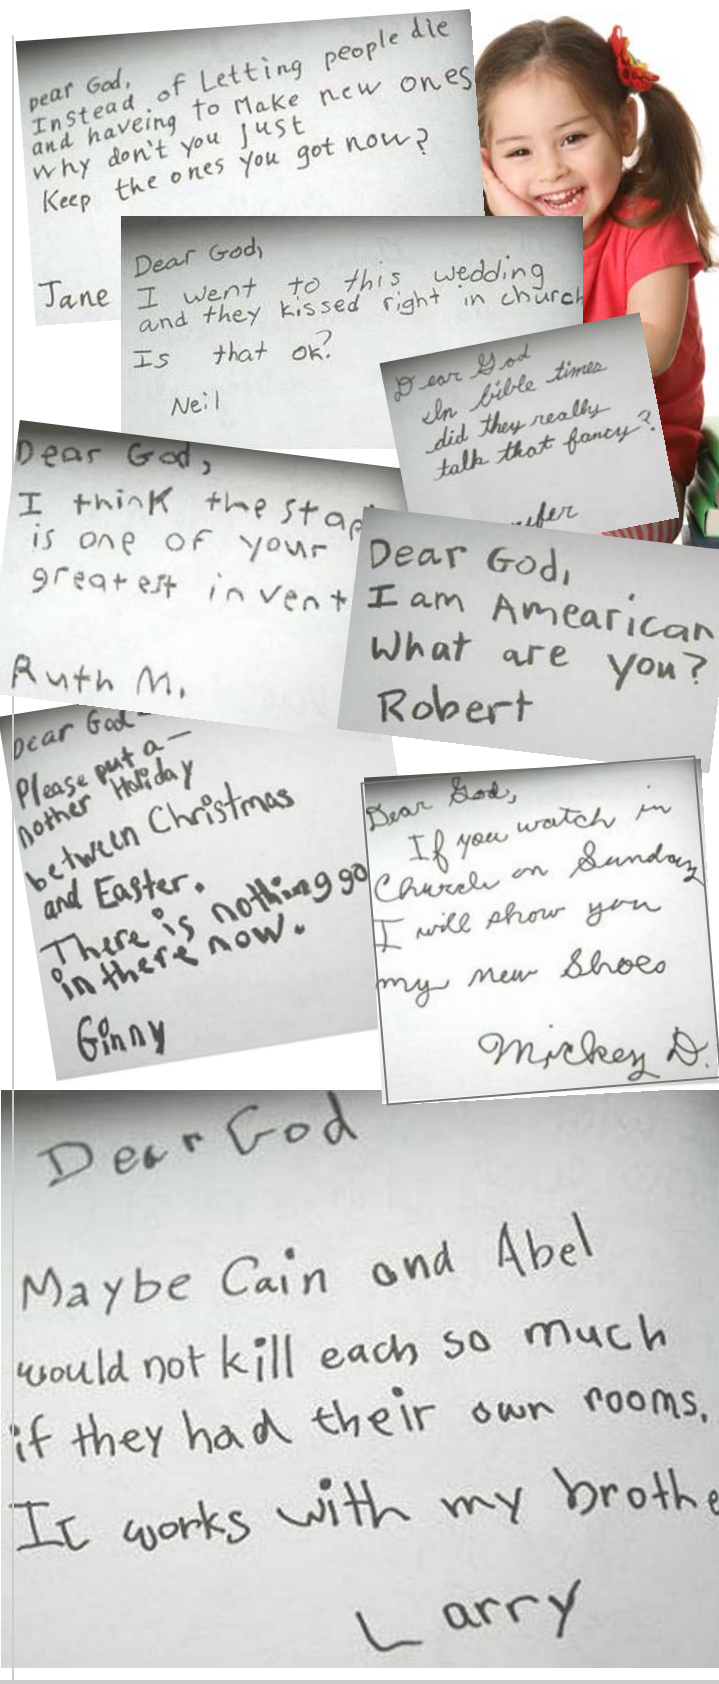 Dear God,
Instead of Letting people die
and haveing to Make new ones
why don't you just
Keep the ones you got now?
Jane
Dear God,
I went to this wedding
and they kissed right in church
Is that ok?
Neil
Dear God
In bible times
did they really
talk that fancy?
Dear God,
I think the
is one of your
greatest invent
Ruth M.
Dear God,
I am Amearican
What are you?
Robert
Dear God-
Please put a-
nother Holiday
between Christmas
and Easter.
There is nothing go
in there now.
Ginny
Dear God,
If you watch in
Church on Sunday
I will show you
my new Shoes
Mickey D.
Dear God
Maybe Cain and Abel
would not kill each so much
if they had their own rooms.
It works with my brothe
Larry